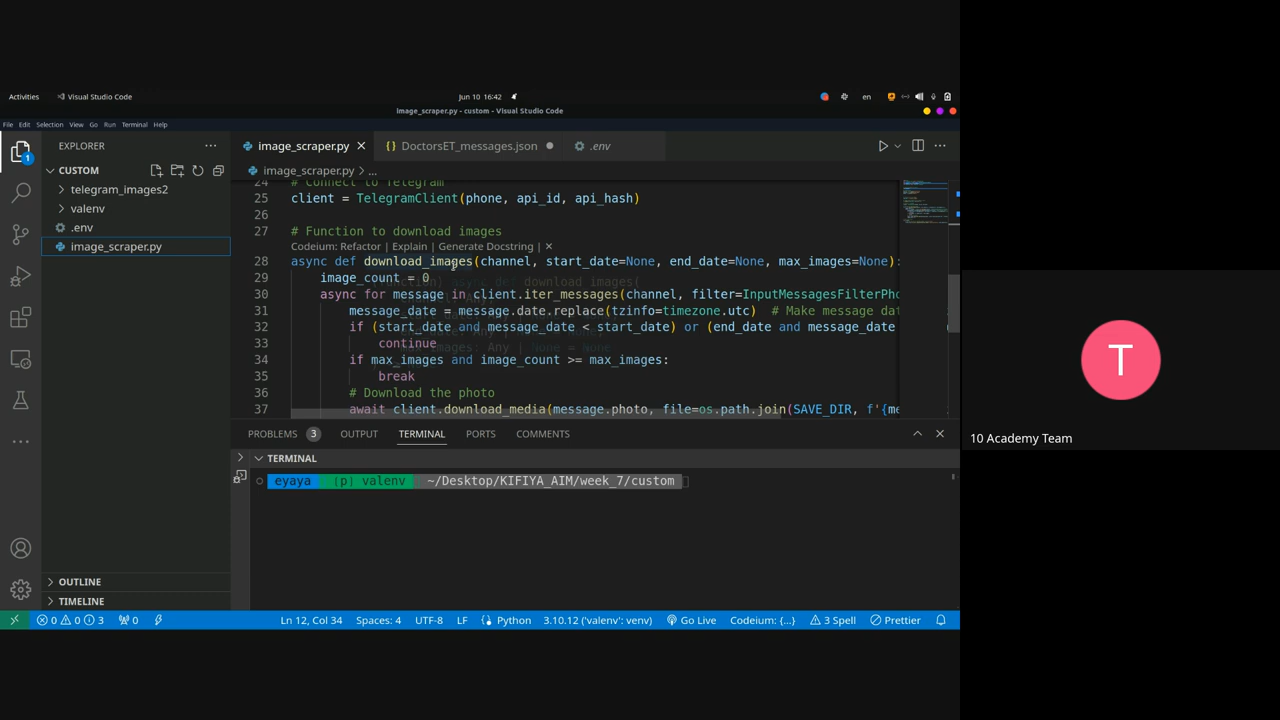 Activities
Visual Studio Code
Jun 10 16:42
en
image_scraper.py - custom - Visual Studio Code
File Edit Selection View Go Run Terminal Help
EXPLORER
CUSTOM
telegram_images2
valenv
.env
image_scraper.py
OUTLINE
TIMELINE
1
image_scraper.py
DoctorsET_messages.json
.env
image_scraper.py > ...
24 # Connect to Telegram
25 client = TelegramClient(phone, api_id, api_hash)
26
27 # Function to download images
Codeium: Refactor | Explain | Generate Docstring | ✕
28 async def download_images(channel, start_date=None, end_date=None, max_images=None):
29 image_count = 0
30 async for message in client.iter_messages(channel, filter=InputMessagesFilterPho
31 message_date = message.date.replace(tzinfo=timezone.utc) # Make message dat
32 if (start_date and message_date < start_date) or (end_date and message_date
33 continue
34 if max_images and image_count >= max_images:
35 break
36 # Download the photo
37 await client.download_media(message.photo, file=os.path.join(SAVE_DIR, f'{me
PROBLEMS 3 OUTPUT TERMINAL PORTS COMMENTS
TERMINAL
eyaya (p) valenv ~/Desktop/KIFIYA_AIM/week_7/custom
0 0 3 0
Ln 12, Col 34 Spaces: 4 UTF-8 LF Python 3.10.12 ('valenv': venv) Go Live Codeium: {...} 3 Spell Prettier
T
10 Academy Team